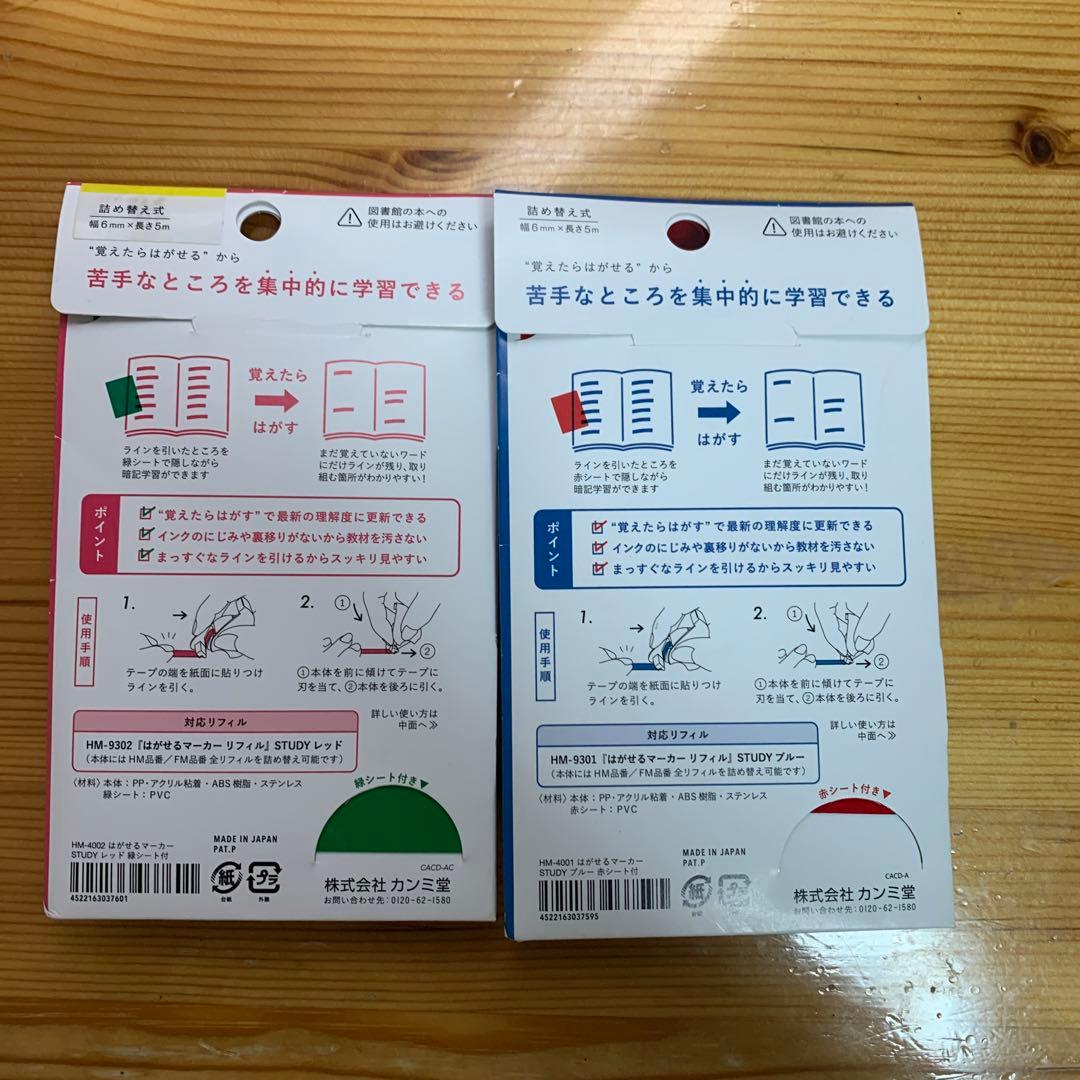 詰め替え式
幅6mm×長さ5m
図書館の本への
使用はお避けください
“覚えたらはがせる”から
苦手なところを集中的に学習できる
覚えたら
はがす
ラインを引いたところを
緑シートで隠しながら
暗記学習ができます
まだ覚えていないワード
にだけラインが残り、取り
組む箇所がわかりやすい!
ポイント
“覚えたらはがす”で最新の理解度に更新できる
インクのにじみや裏移りがないから教材を汚さない
まっすぐなラインを引けるからスッキリ見やすい
使用手順
1.
テープの端を紙面に貼りつけ
ラインを引く。
2.
①
②
①本体を前に傾けてテープに
刃を当て、②本体を後ろに引く。
対応リフィル
HM-9302『はがせるマーカー リフィル』STUDY レッド
(本体にはHM品番/FM品番 全リフィルを詰め替え可能です)
詳しい使い方は
中面へ≫
〈材料〉本体:PP・アクリル粘着・ABS樹脂・ステンレス
緑シート:PVC
緑シート付き▼
HM-4002 はがせるマーカー
STUDY レッド 緑シート付
4522163037601
MADE IN JAPAN
PAT.P
紙
台紙
プラ
外装
CACD-AC
株式会社 カンミ堂
お問い合わせ先:0120-62-1580
詰め替え式
幅6mm×長さ5m
図書館の本への
使用はお避けください
“覚えたらはがせる”から
苦手なところを集中的に学習できる
覚えたら
はがす
ラインを引いたところを
赤シートで隠しながら
暗記学習ができます
まだ覚えていないワード
にだけラインが残り、取り
組む箇所がわかりやすい!
ポイント
“覚えたらはがす”で最新の理解度に更新できる
インクのにじみや裏移りがないから教材を汚さない
まっすぐなラインを引けるからスッキリ見やすい
使用手順
1.
テープの端を紙面に貼りつけ
ラインを引く。
2.
①
②
①本体を前に傾けてテープに
刃を当て、②本体を後ろに引く。
対応リフィル
HM-9301『はがせるマーカー リフィル』STUDY ブルー
(本体にはHM品番/FM品番 全リフィルを詰め替え可能です)
詳しい使い方は
中面へ≫
〈材料〉本体:PP・アクリル粘着・ABS樹脂・ステンレス
赤シート:PVC
赤シート付き▼
HM-4001 はがせるマーカー
STUDY ブルー 赤シート付
4522163037595
MADE IN JAPAN
PAT.P
紙
プラ
CACD-A
株式会社 カンミ堂
お問い合わせ先:0120-62-1580